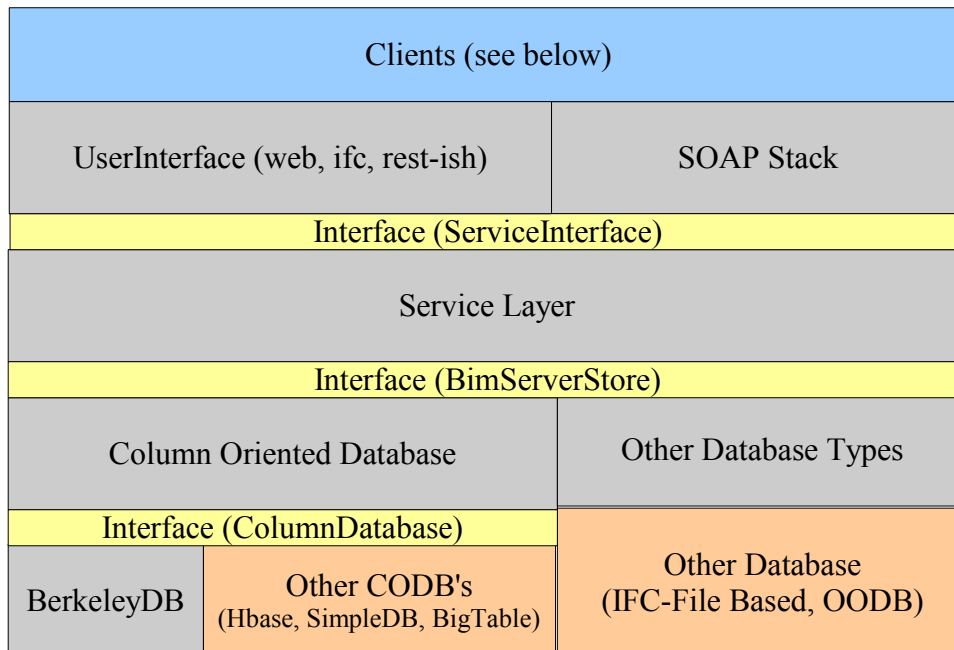 Clients (see below)
UserInterface (web, ifc, rest-ish)
SOAP Stack
Interface (ServiceInterface)
Service Layer
Interface (BimServerStore)
Column Oriented Database
Other Database Types
Interface (ColumnDatabase)
BerkeleyDB
Other CODB's
(Hbase, SimpleDB, BigTable)
Other Database
(IFC-File Based, OODB)